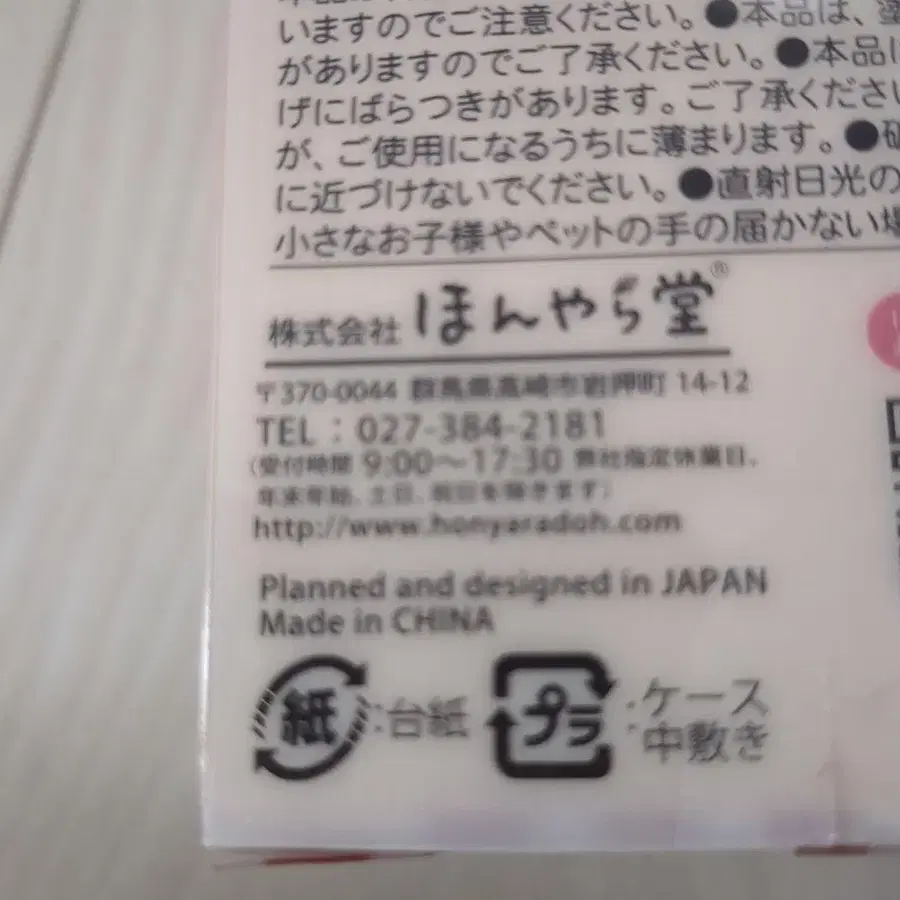 いますのでご注意ください。●本品は、塗
がありますのでご了承ください。●本品に
げにばらつきがあります。ご了承ください
が、ご使用になるうちに薄まります。●
に近づけないでください。●直射日光の
小さなお子様やペットの手の届かない場
株式会社 ほんやら堂®
〒370-0044 群馬県高崎市岩押町 14-12
TEL：027-384-2181
(受付時間 9:00〜17:30 弊社指定休業日、
年末年始、土日、祝日を除きます)
http://www.honyaradoh.com
Planned and designed in JAPAN
Made in CHINA
紙:台紙 プラ:ケース
中敷き